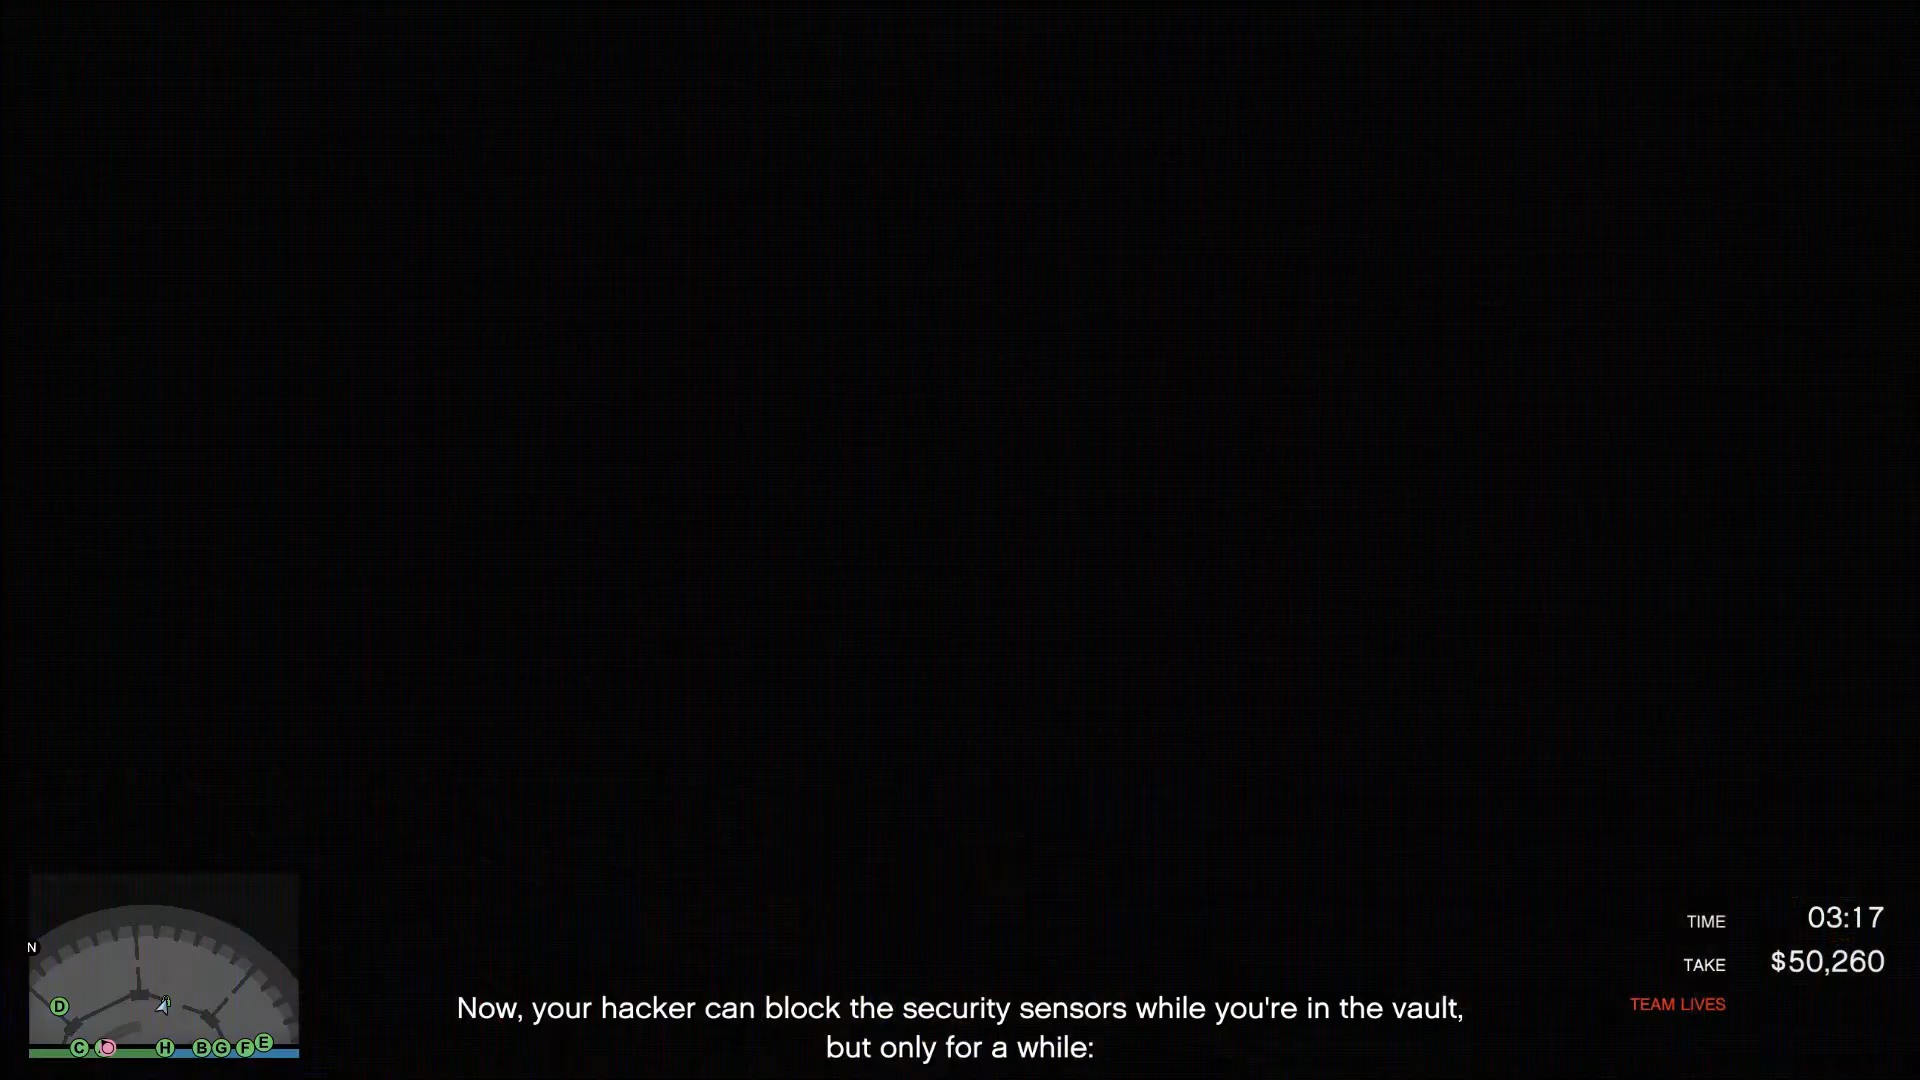 TIME 03:17
TAKE $50,260
TEAM LIVES
Now, your hacker can block the security sensors while you're in the vault,
but only for a while:
N
D
C
H
B
G
F
E